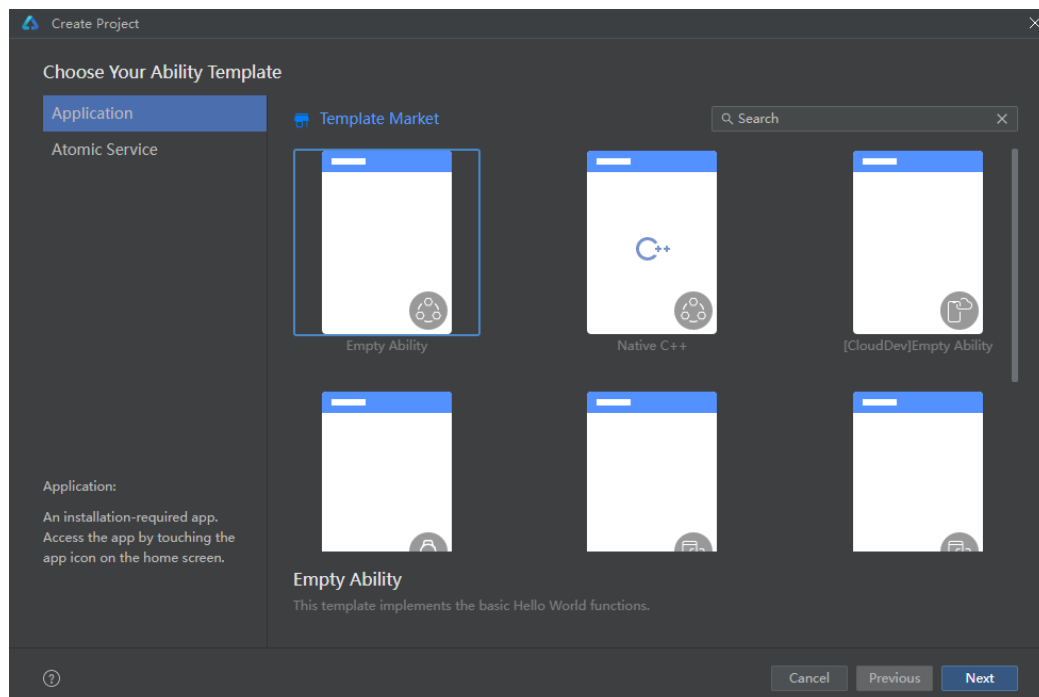 Create Project
Choose Your Ability Template
Application
Atomic Service
Template Market
Search
C++
Empty Ability
Native C++
[CloudDev]Empty Ability
Application:
An installation-required app.
Access the app by touching the
app icon on the home screen.
Empty Ability
This template implements the basic Hello World functions.
?
Cancel
Previous
Next